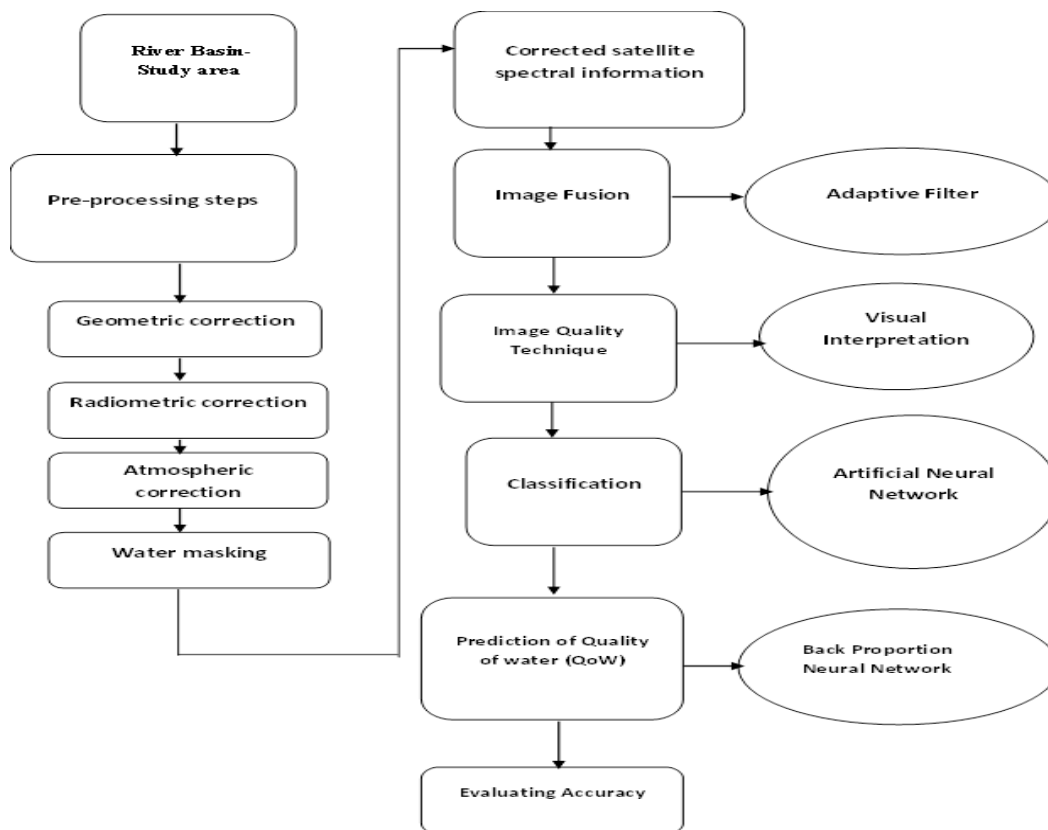 River Basin-
Study area
Pre-processing steps
Geometric correction
Radiometric correction
Atmospheric
correction
Water masking
Corrected satellite
spectral information
Image Fusion
Adaptive Filter
Image Quality
Technique
Visual
Interpretation
Classification
Artificial Neural
Network
Prediction of Quality
of water (QoW)
Back Proportion
Neural Network
Evaluating Accuracy